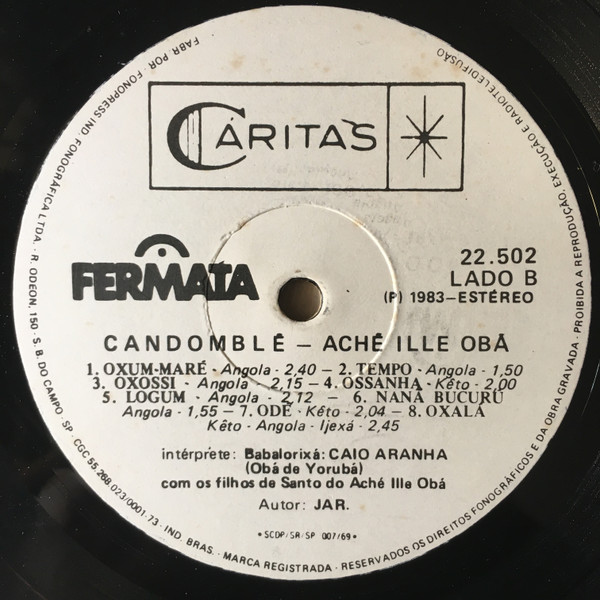 CÁRITAS
FERMATA
22.502
LADO B
(P) 1983–ESTÉREO
CANDOMBLÊ – ACHÊ ILLE OBÁ
1. OXUM-MARÉ · Angola · 2,40 – 2. TEMPO · Angola · 1,50
3. OXOSSI · Angola · 2,15 – 4. OSSANHA · Kêto · 2,00
5. LOGUM · Angola · 2,12 – 6. NANÃ BUCURÚ
Angola · 1,55 – 7. ODÉ · Kêto · 2,04 – 8. OXALÁ
Kêto · Angola · Ijexá · 2,45
intérprete: Babalorixá: CAIO ARANHA
(Obá de Yorubá)
com os filhos de Santo do Aché Ille Obá
Autor: JAR.
• SCDP/SR/SP 007/69 •
FABR. POR. FONOPRESS IND. FONOGRÁFICA LTDA. · R. ODEON, 150 · S. B. DO CAMPO · SP · CGC 55.268.023/0001.73 · IND. BRAS. · MARCA REGISTRADA · RESERVADOS OS DIREITOS FONOGRÁFICOS E DA OBRA GRAVADA · PROIBIDA A REPRODUÇÃO, EXECUÇÃO E RADIOTELEDIFUSÃO